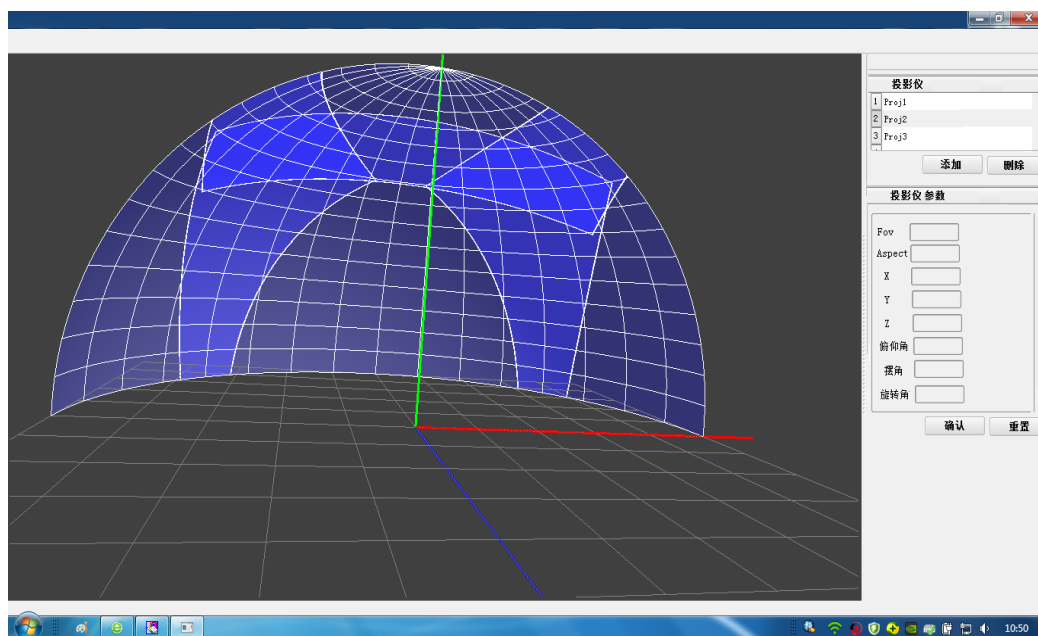 投影仪
1 Proj1
2 Proj2
3 Proj3
添加 删除
投影仪参数
Fov
Aspect
X
Y
Z
俯仰角
摆角
旋转角
确认 重置
10:50